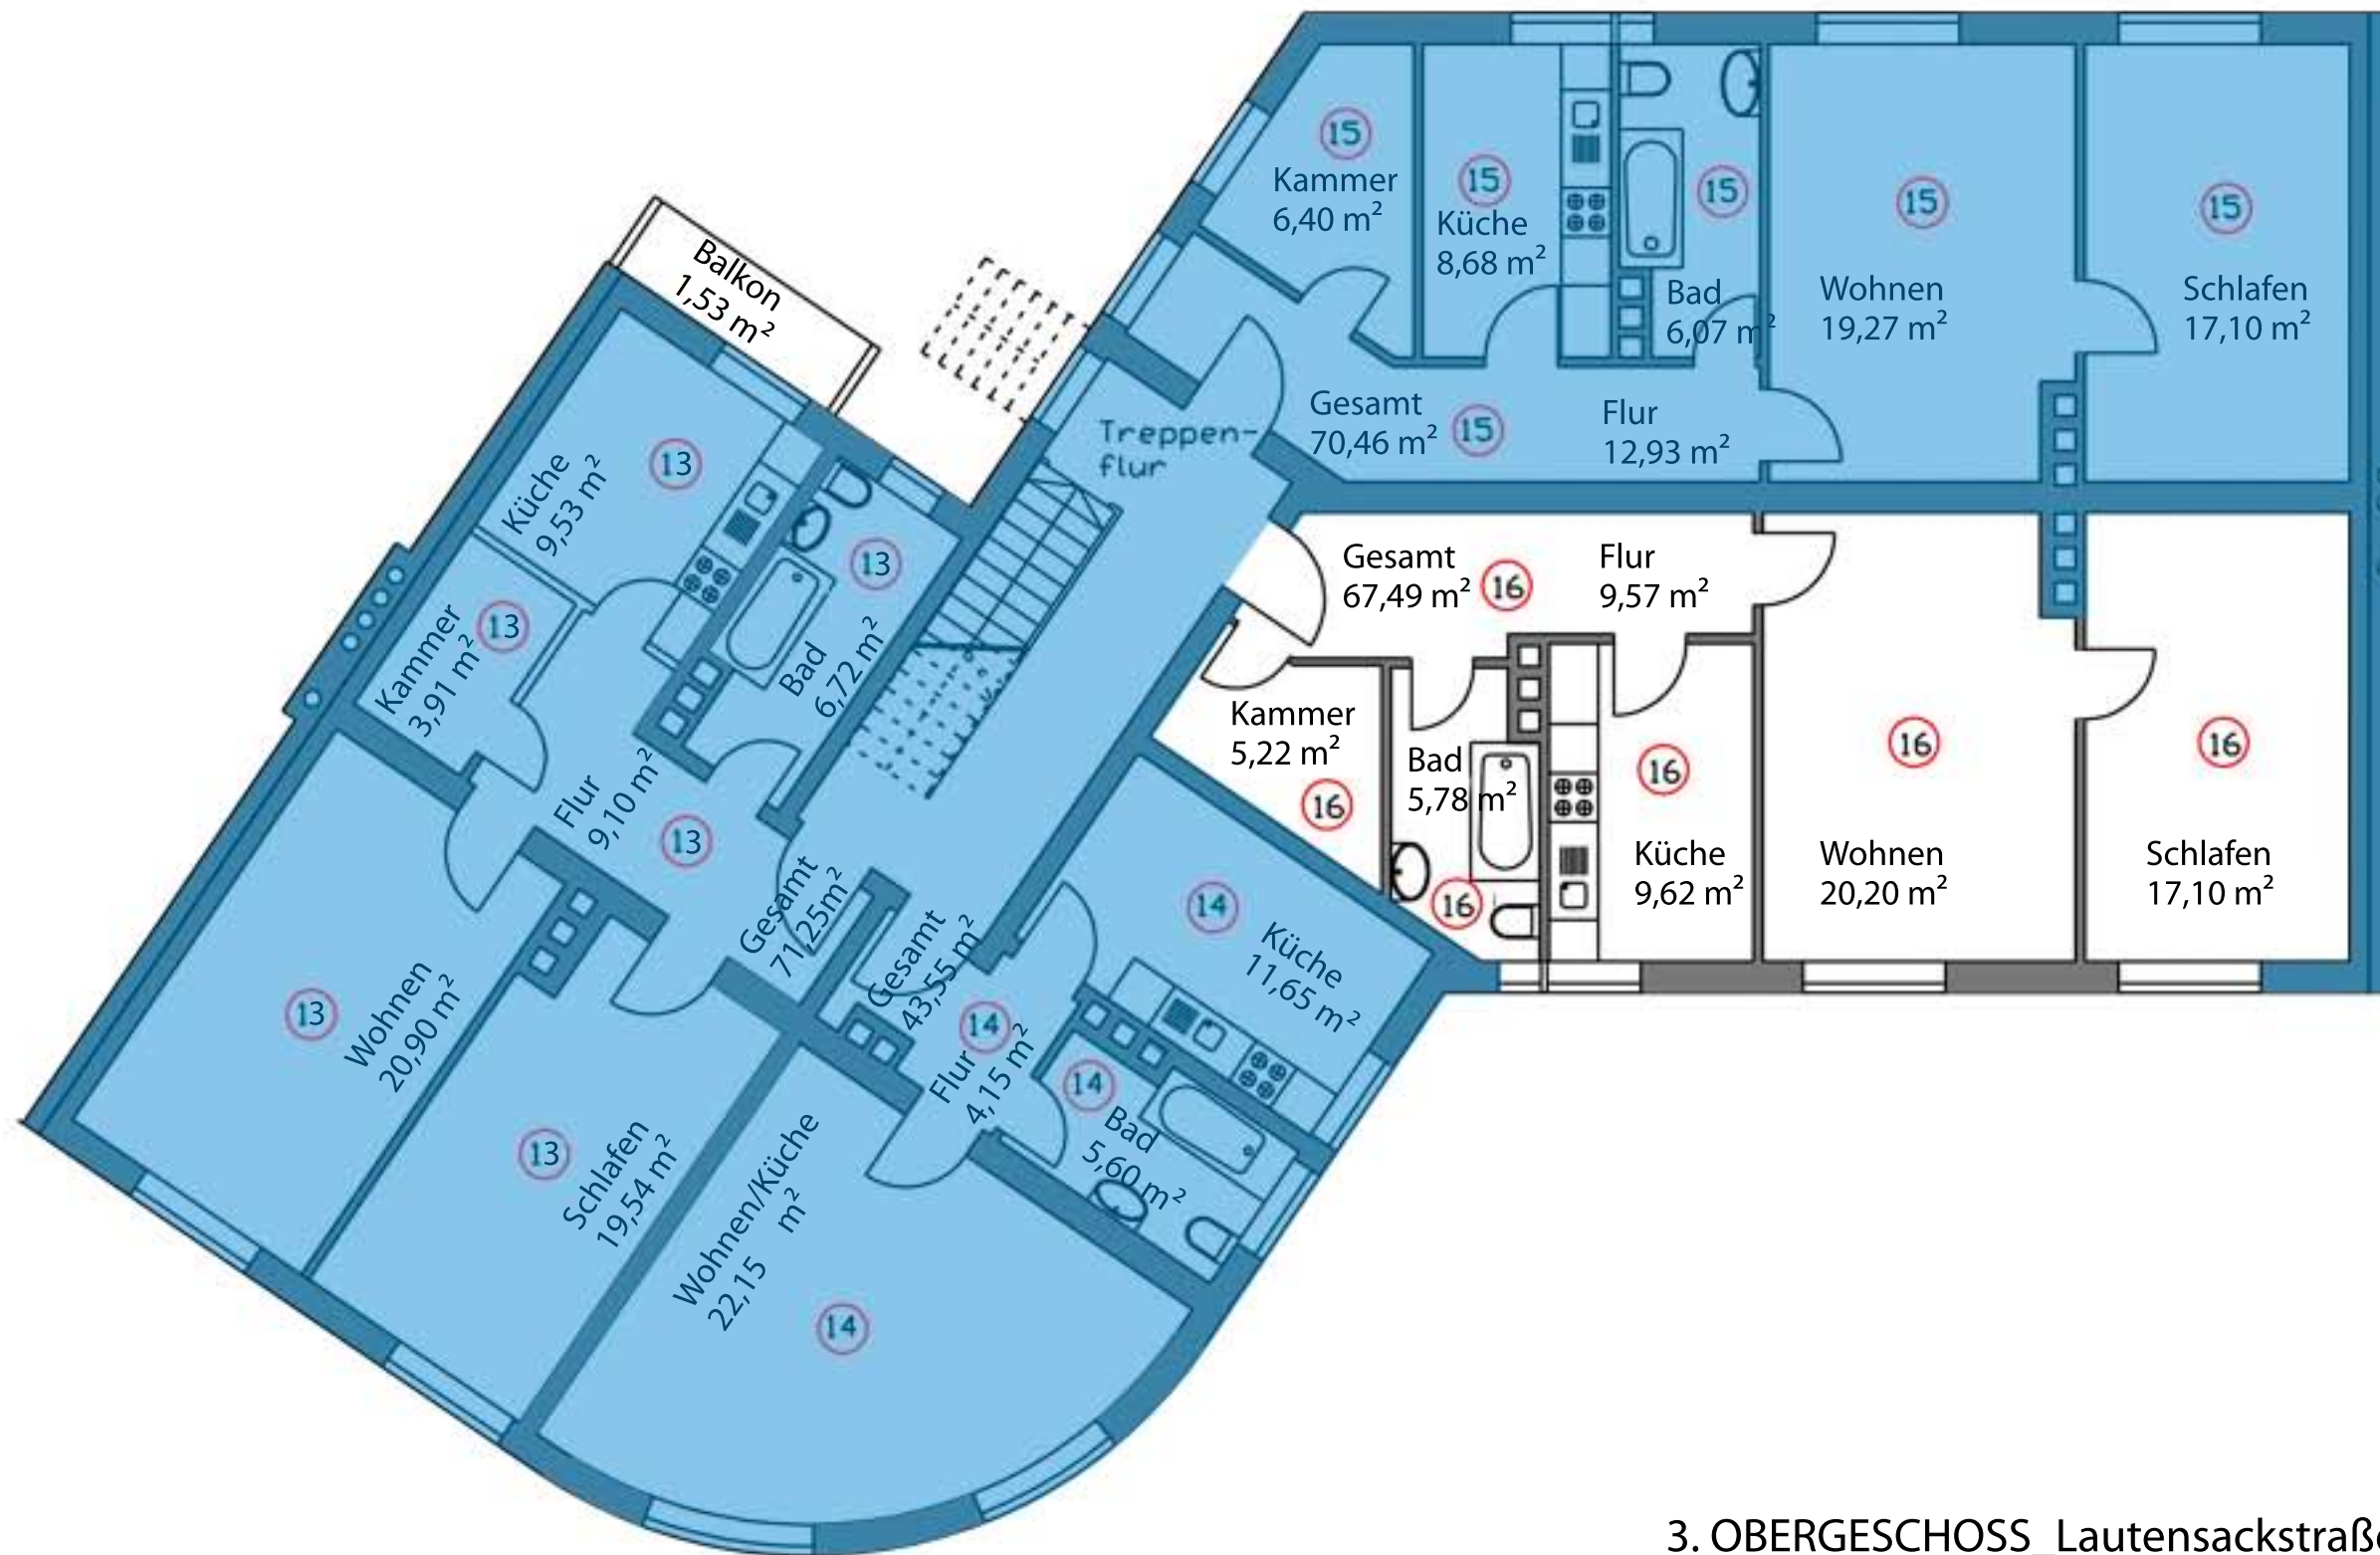 15
Kammer
6,40 m²
15
Küche
8,68 m²
15
Bad
6,07 m²
15
Wohnen
19,27 m²
15
Schlafen
17,10 m²
Gesamt
70,46 m²
15
Flur
12,93 m²
Treppen-
flur
Balkon
1,53 m²
13
Küche
9,53 m²
13
Kammer
3,91 m²
13
Bad
6,72 m²
Flur
9,10 m²
13
Gesamt
71,25m²
13
Wohnen
20,90 m²
13
Schlafen
19,54 m²
Gesamt
67,49 m²
16
Flur
9,57 m²
Kammer
5,22 m²
16
Bad
5,78 m²
16
16
Küche
9,62 m²
16
Wohnen
20,20 m²
16
Schlafen
17,10 m²
14
Küche
11,65 m²
Gesamt
43,55 m²
14
Flur
4,15 m²
14
Bad
5,60 m²
Wohnen/Küche
22,15 m²
14
3. OBERGESCHOSS_Lautensackstraße